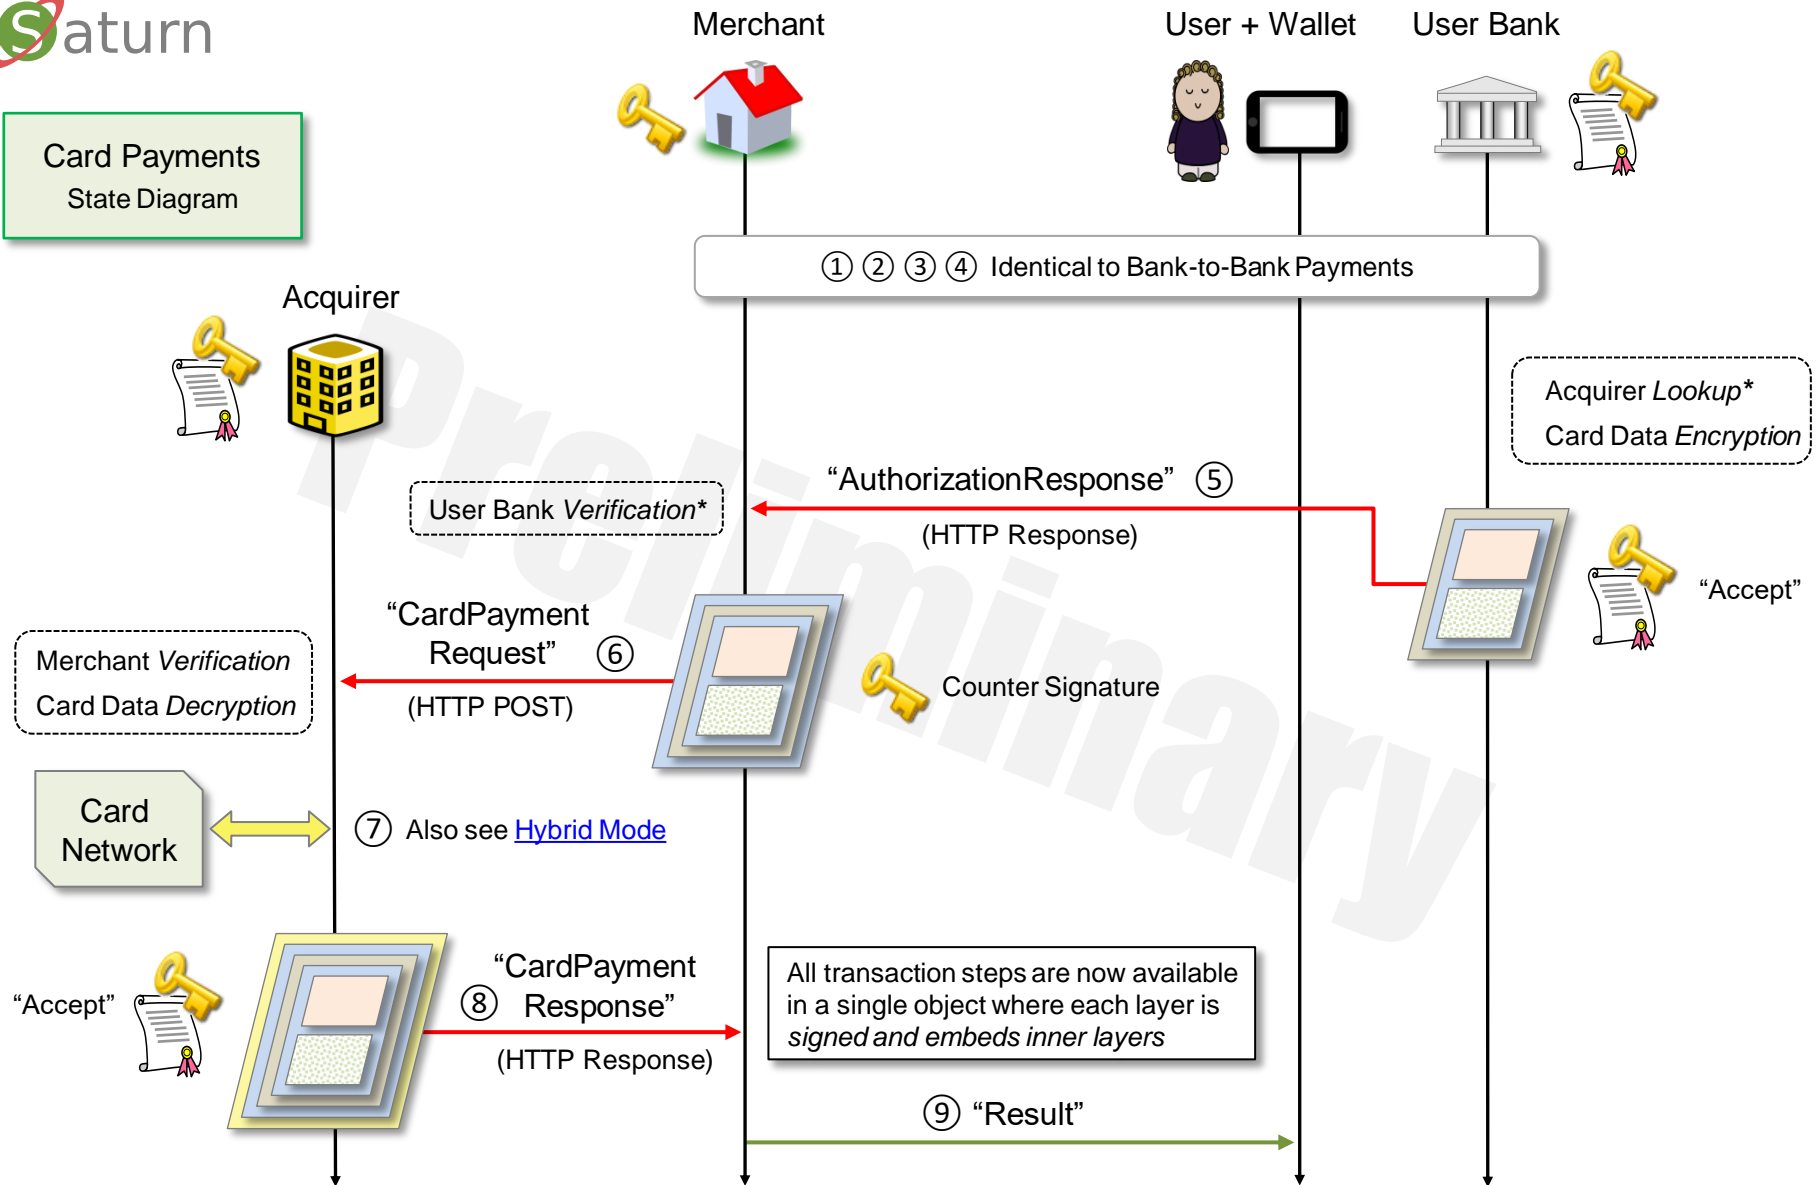 Saturn
Merchant
User + Wallet
User Bank
Card Payments
State Diagram
① ② ③ ④ Identical to Bank-to-Bank Payments
Acquirer
Acquirer Lookup*
Card Data Encryption
“AuthorizationResponse” ⑤
(HTTP Response)
User Bank Verification*
“Accept”
“CardPayment
Request” ⑥
(HTTP POST)
Counter Signature
Merchant Verification
Card Data Decryption
Card
Network
⑦ Also see Hybrid Mode
“Accept”
“CardPayment
⑧ Response”
(HTTP Response)
All transaction steps are now available
in a single object where each layer is
signed and embeds inner layers
⑨ “Result”
Preliminary